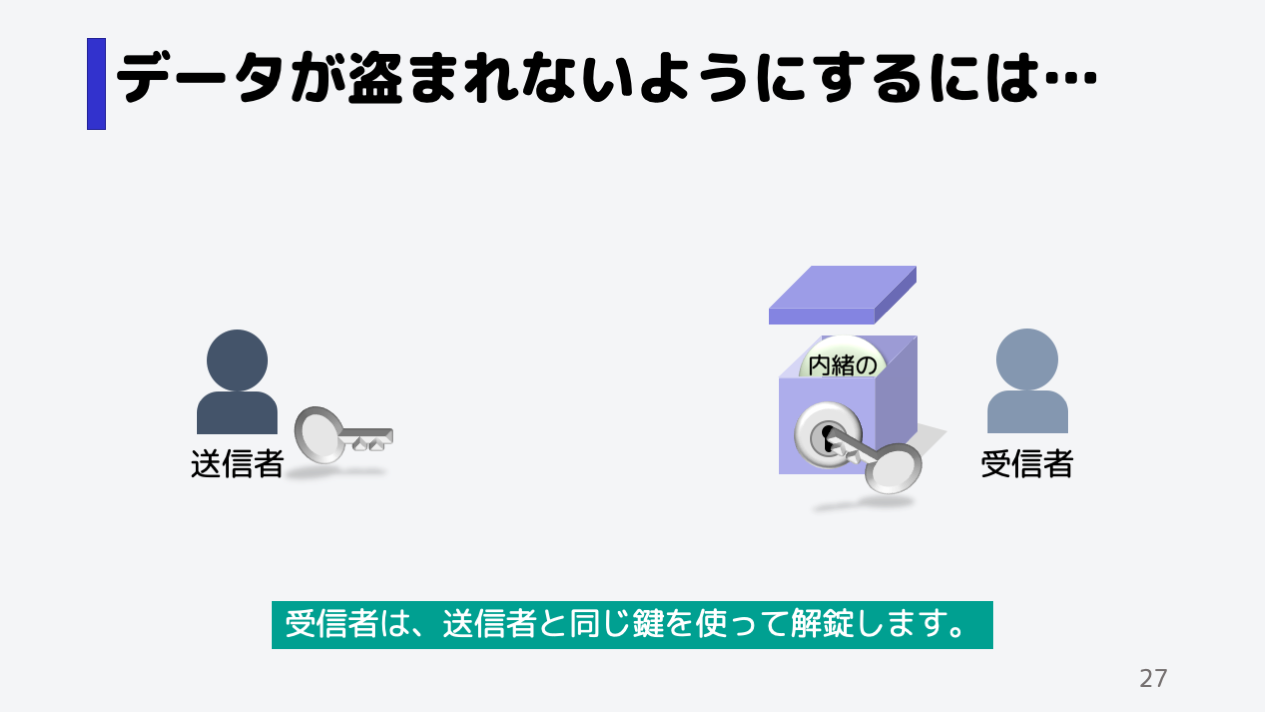 データが盗まれないようにするには…
内緒の
送信者
受信者
受信者は、送信者と同じ鍵を使って解錠します。
27